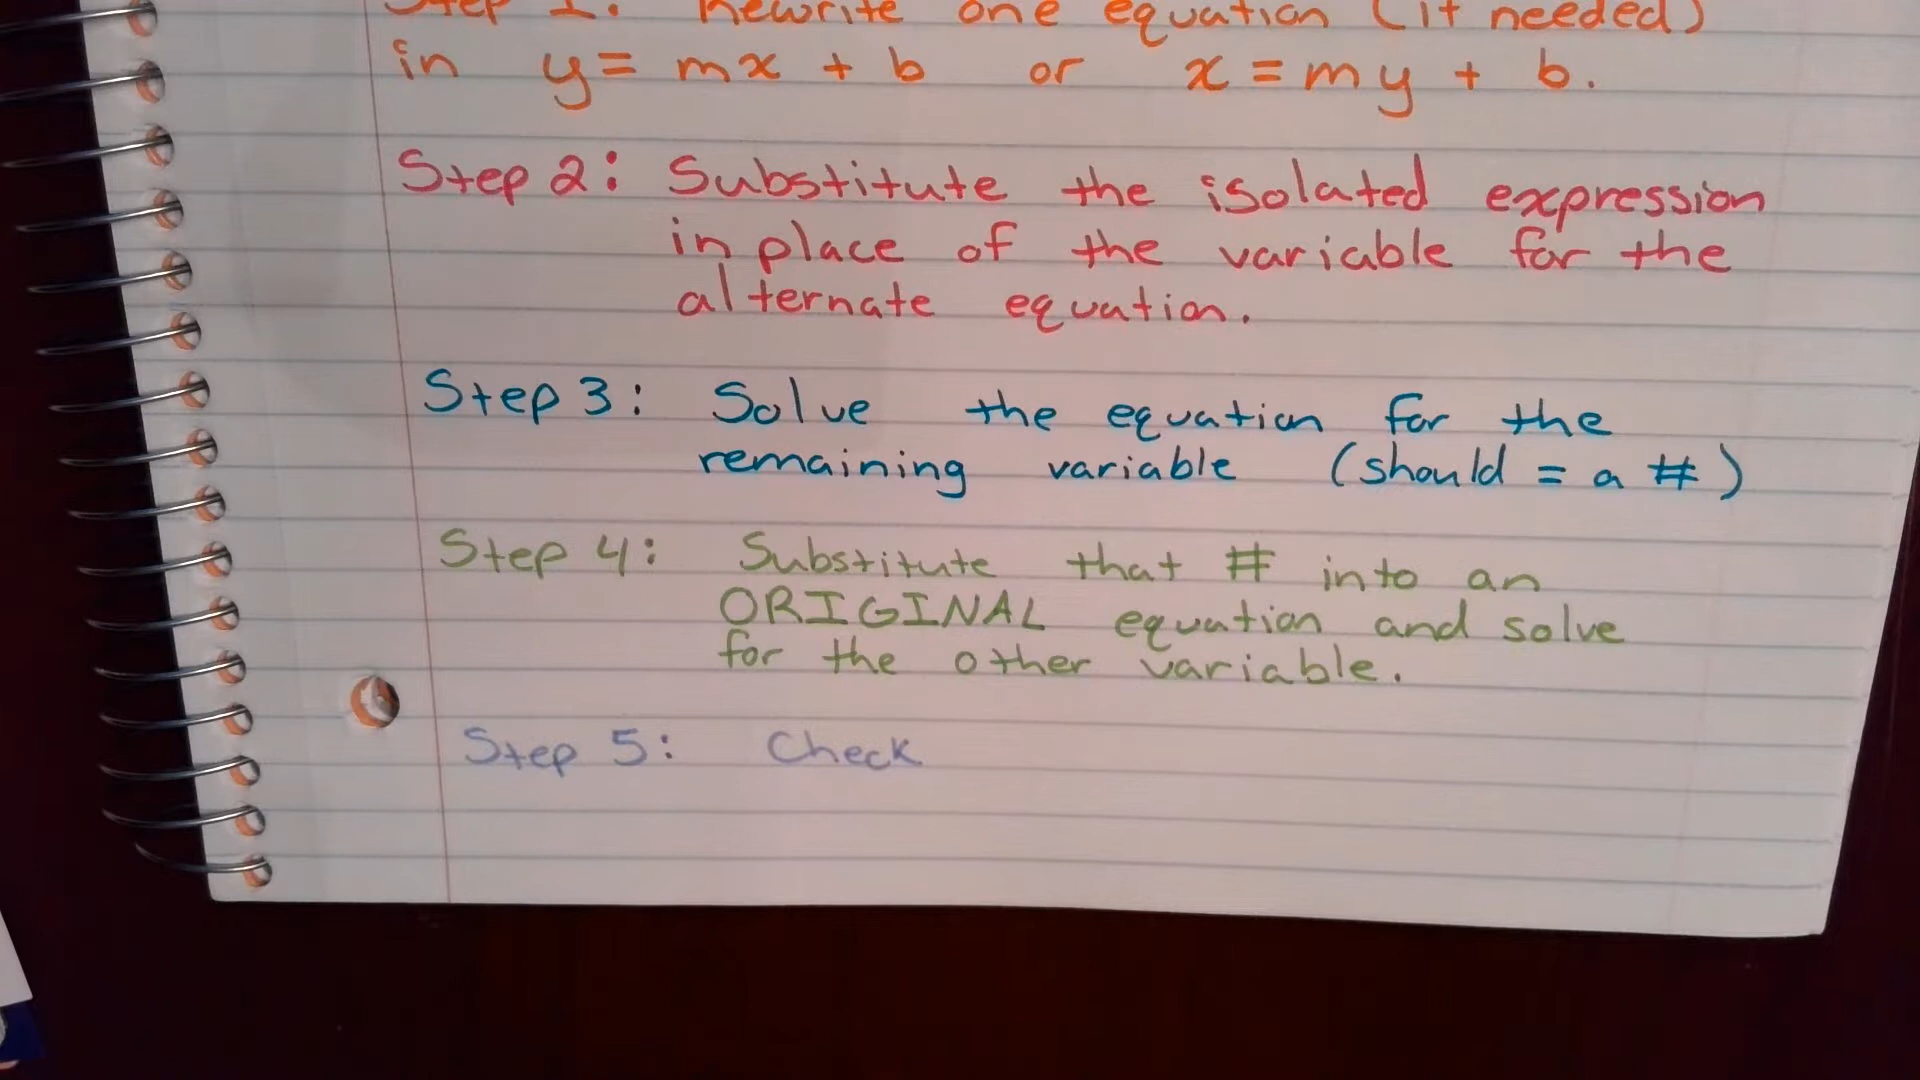 Step 1: Rewrite one equation (if needed)
in y = mx + b or x = my + b.
Step 2: Substitute the isolated expression
in place of the variable for the
alternate equation.
Step 3: Solve the equation for the
remaining variable (should = a #)
Step 4: Substitute that # into an
ORIGINAL equation and solve
for the other variable.
Step 5: Check